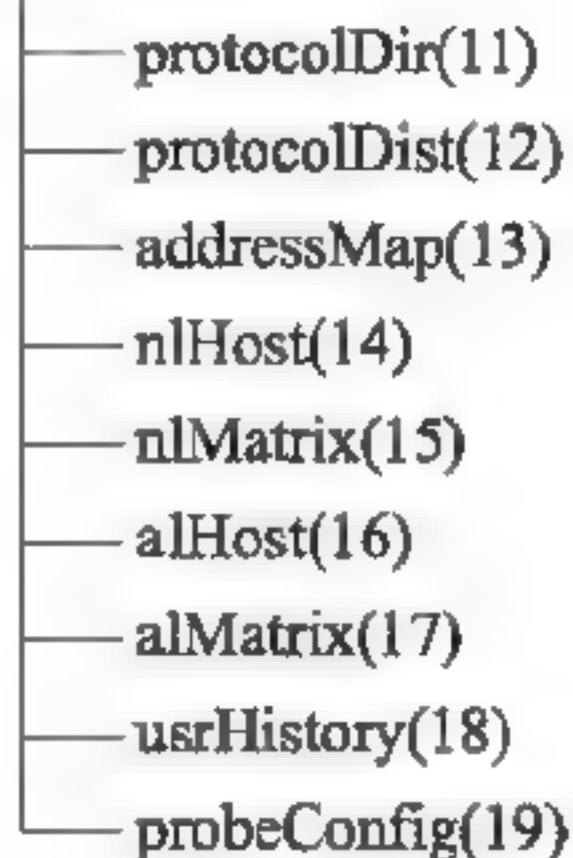 protocolDir(11)
protocolDist(12)
addressMap(13)
nlHost(14)
nlMatrix(15)
alHost(16)
alMatrix(17)
usrHistory(18)
probeConfig(19)